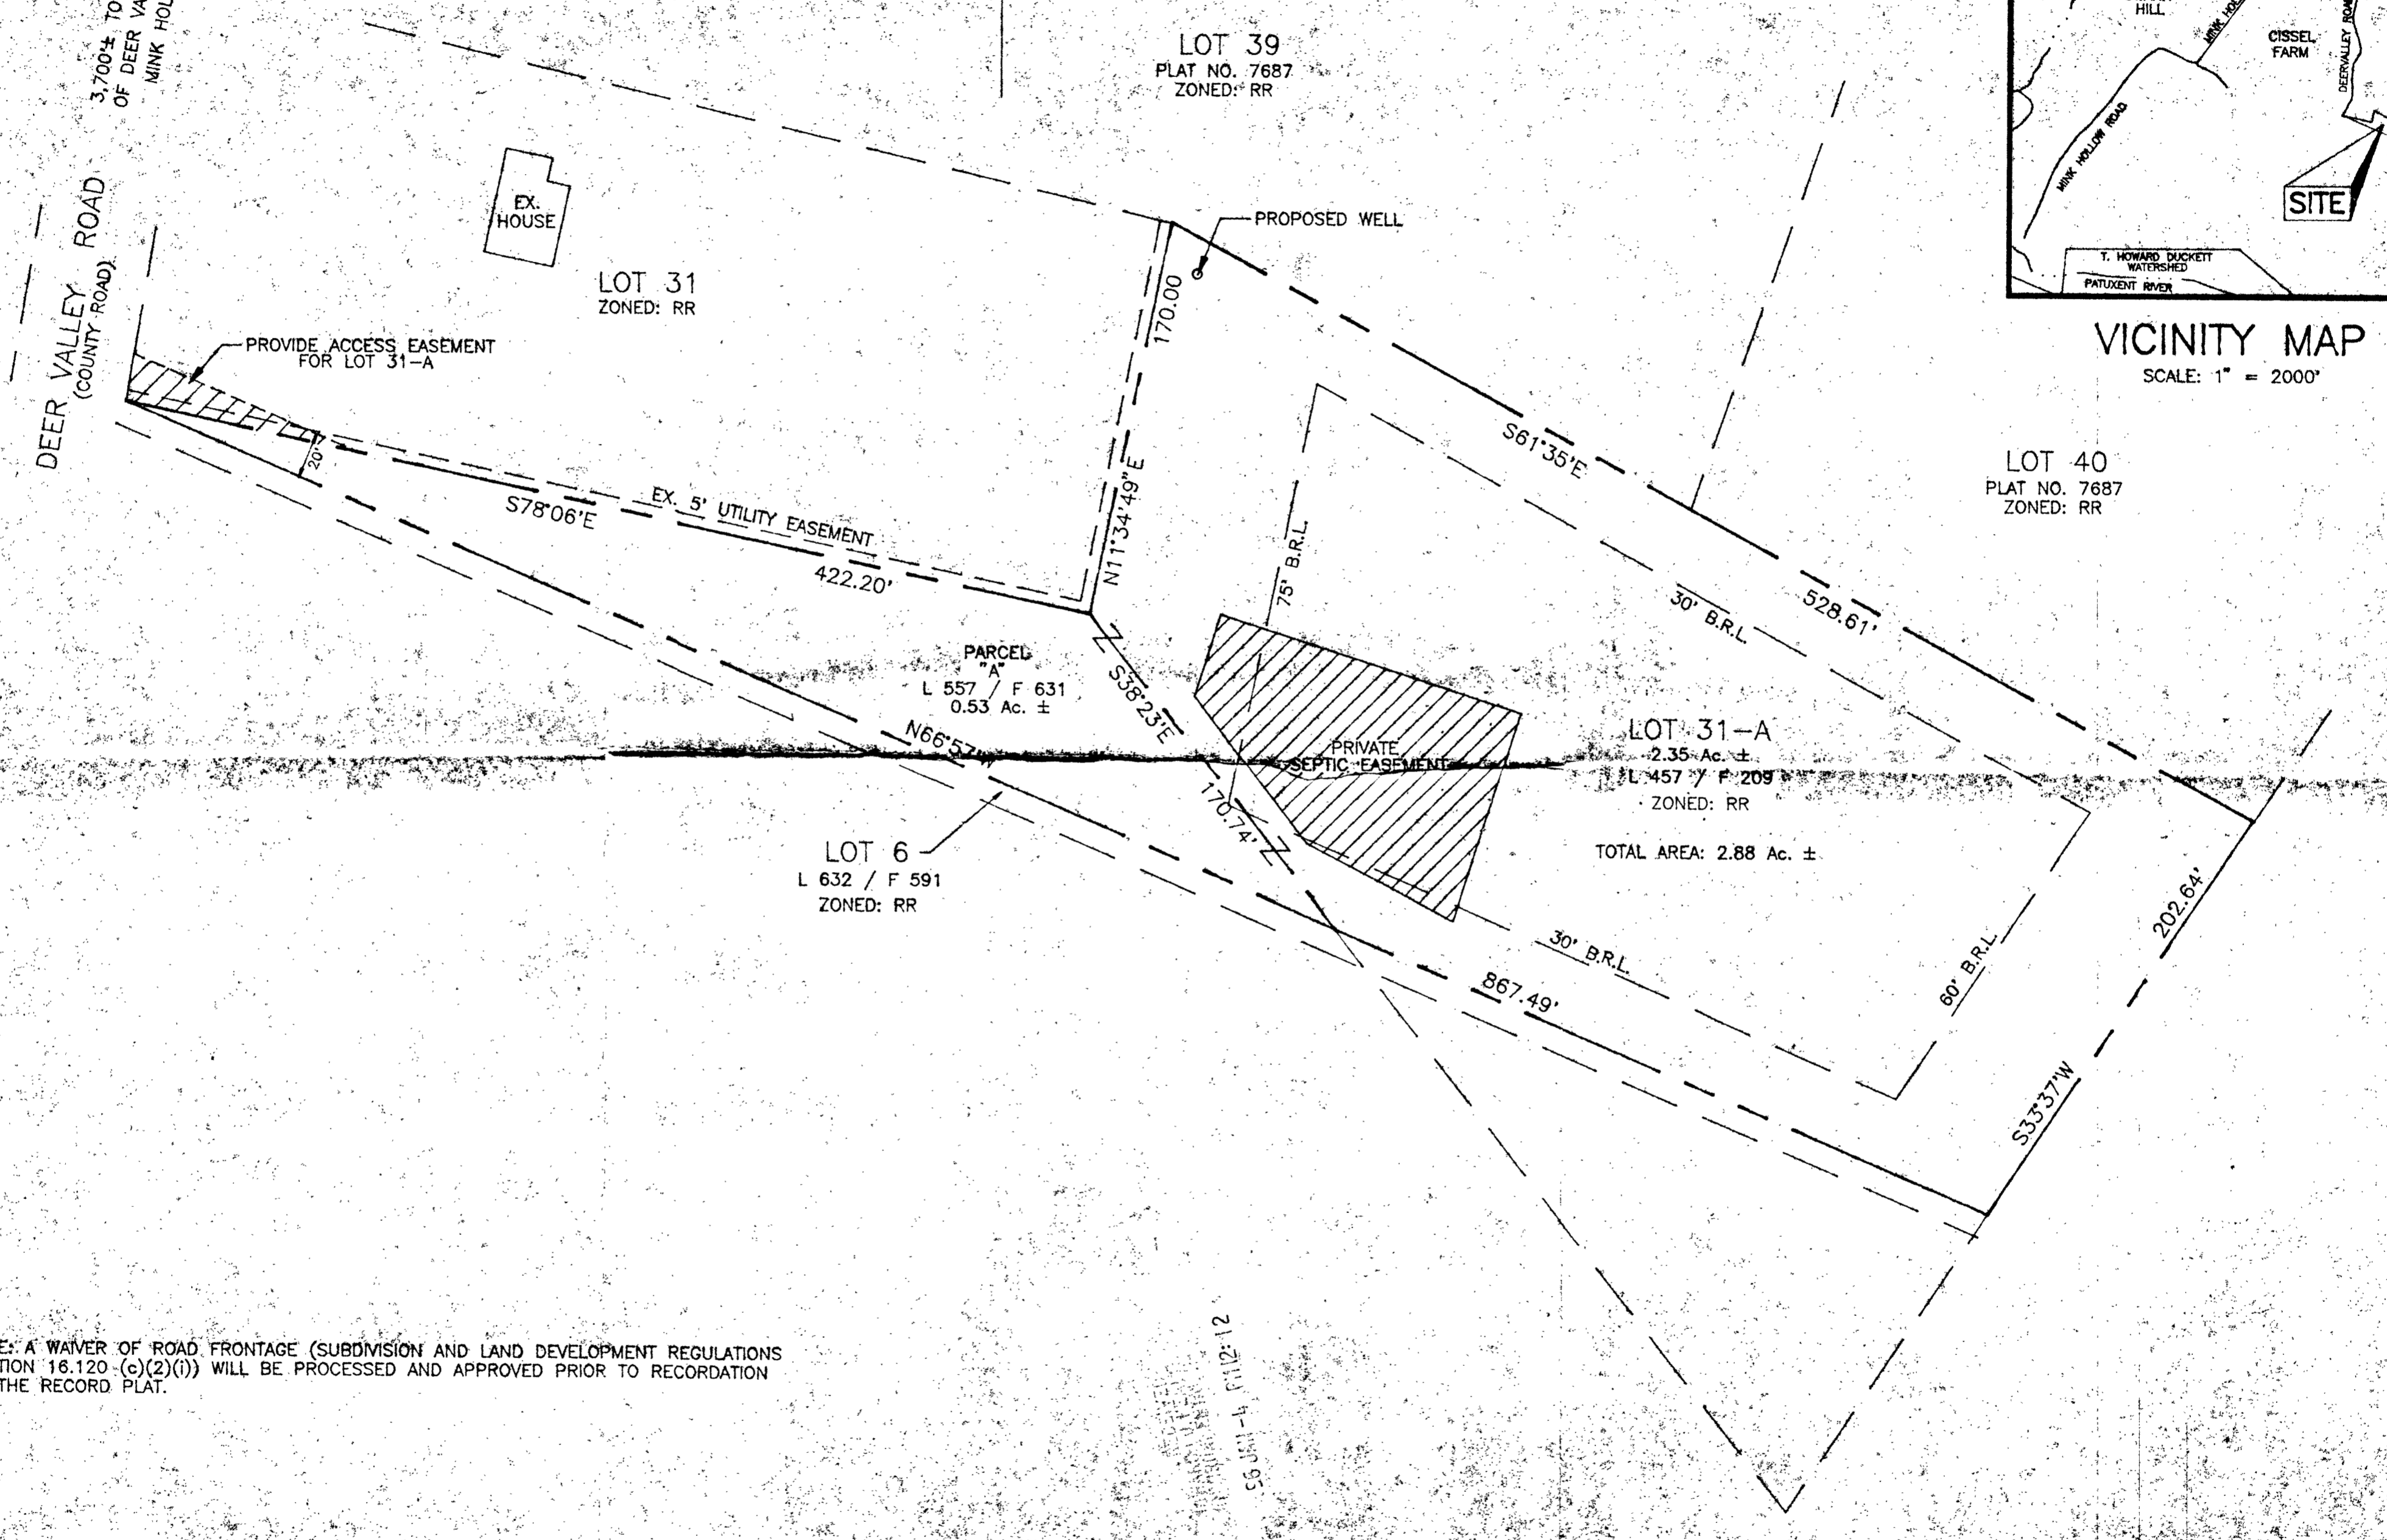 3,700'± TO
OF DEER VA
MINK HOL
LOT 39
PLAT NO. 7687
ZONED: RR
HILL
CISSEL
FARM
DEERVALLEY ROA
MINK HOLLOW ROAD
SITE
T. HOWARD DUCKETT
WATERSHED
PATUXENT RIVER
VICINITY MAP
SCALE: 1" = 2000'
EX.
HOUSE
LOT 31
ZONED: RR
PROPOSED WELL
DEER VALLEY ROAD
(COUNTY ROAD)
PROVIDE ACCESS EASEMENT
FOR LOT 31-A
20'
170.00
N11°34'49"E
S61°35'E
528.61'
LOT 40
PLAT NO. 7687
ZONED: RR
S78°06'E
EX. 5' UTILITY EASEMENT
422.20'
75' B.R.L.
30' B.R.L.
PARCEL
"A"
L 557 / F 631
0.53 Ac. ±
S38°23'E
170.74'
N66°57'
PRIVATE
SEPTIC EASEMENT
LOT 31-A
2.35 Ac. ±
L 457 / F 209
ZONED: RR
TOTAL AREA: 2.88 Ac. ±
LOT 6
L 632 / F 591
ZONED: RR
30' B.R.L.
867.49'
60' B.R.L.
202.64'
S33°37'W
E: A WAIVER OF ROAD FRONTAGE (SUBDIVISION AND LAND DEVELOPMENT REGULATIONS
TION 16.120 (c)(2)(i)) WILL BE PROCESSED AND APPROVED PRIOR TO RECORDATION
THE RECORD PLAT.